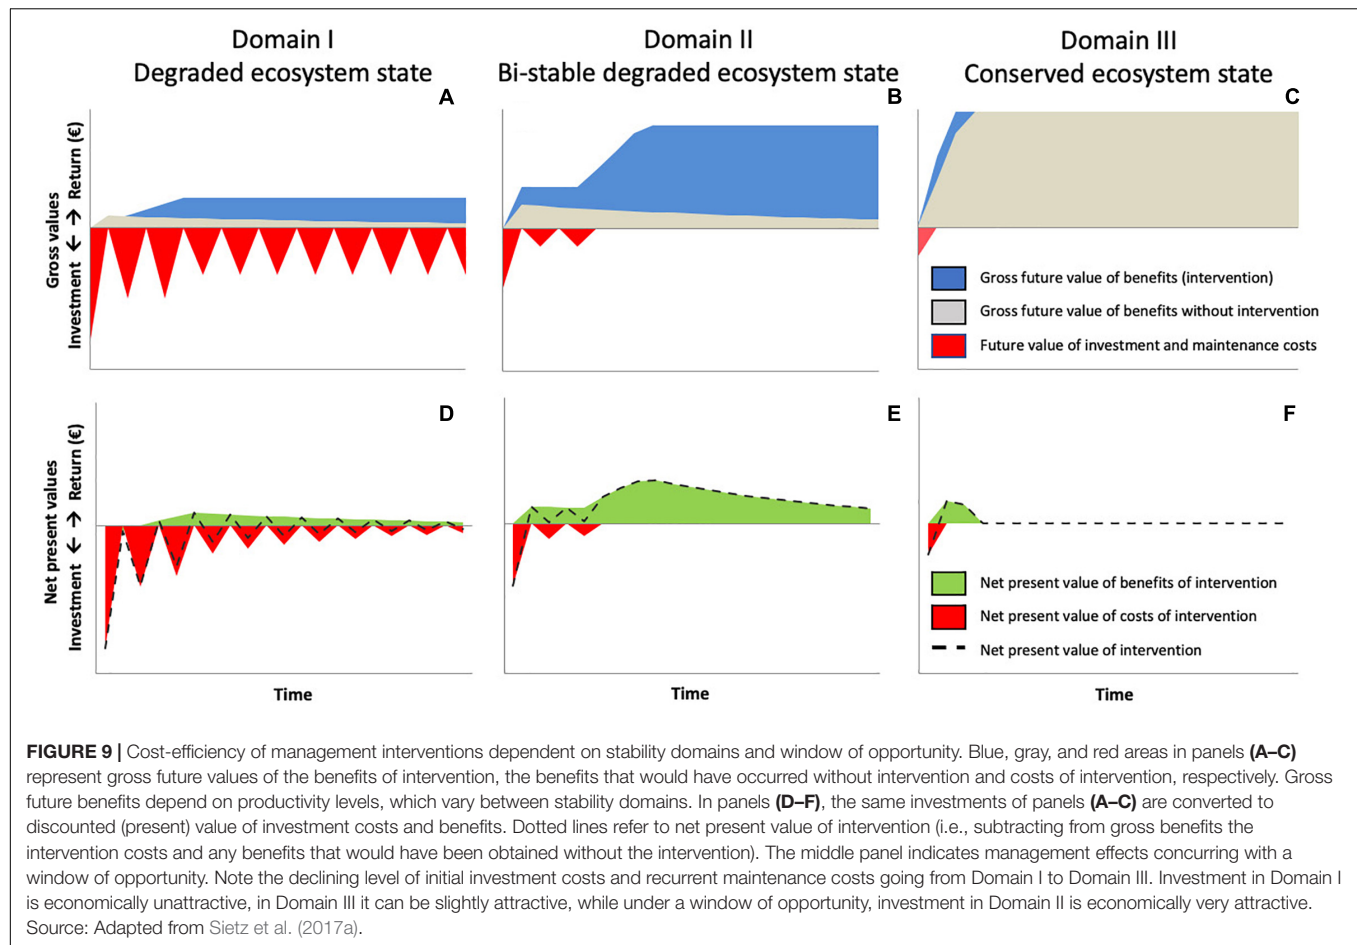 Domain I
Degraded ecosystem state
Domain II
Bi-stable degraded ecosystem state
Domain III
Conserved ecosystem state
A
B
C
Gross values
Investment ← → Return (€)
Gross future value of benefits (intervention)
Gross future value of benefits without intervention
Future value of investment and maintenance costs
D
E
F
Net present values
Investment ← → Return (€)
Net present value of benefits of intervention
Net present value of costs of intervention
Net present value of intervention
Time
Time
Time
FIGURE 9 | Cost-efficiency of management interventions dependent on stability domains and window of opportunity. Blue, gray, and red areas in panels (A–C)
represent gross future values of the benefits of intervention, the benefits that would have occurred without intervention and costs of intervention, respectively. Gross
future benefits depend on productivity levels, which vary between stability domains. In panels (D–F), the same investments of panels (A–C) are converted to
discounted (present) value of investment costs and benefits. Dotted lines refer to net present value of intervention (i.e., subtracting from gross benefits the
intervention costs and any benefits that would have been obtained without the intervention). The middle panel indicates management effects concurring with a
window of opportunity. Note the declining level of initial investment costs and recurrent maintenance costs going from Domain I to Domain III. Investment in Domain I
is economically unattractive, in Domain III it can be slightly attractive, while under a window of opportunity, investment in Domain II is economically very attractive.
Source: Adapted from Sietz et al. (2017a).